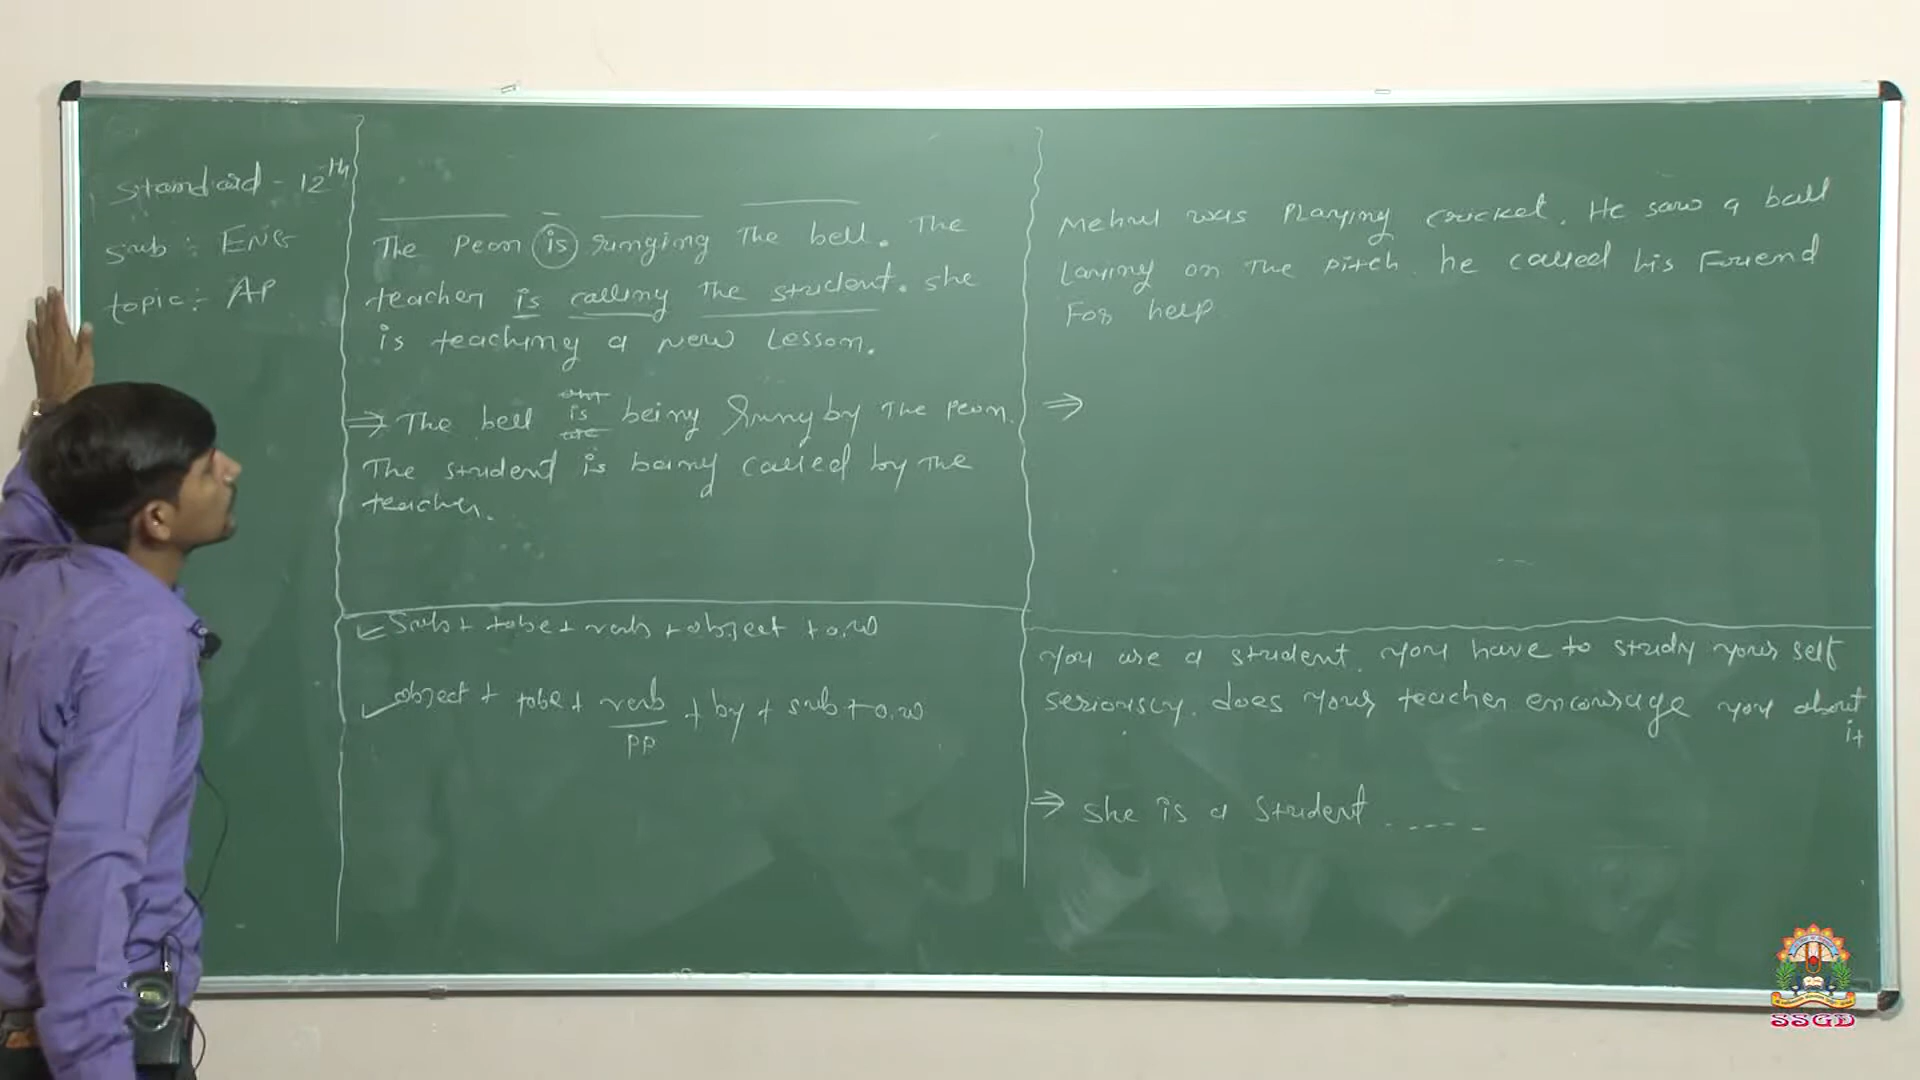 Standard - 12th
Sub : ENG
topic :- AP
The peon is ringing the bell. The
teacher is calling the student. she
is teaching a new Lesson.
⇒ The bell is being rung by the peon.
The student is being called by the
teacher.
Sub + tobe + verb + object + o.w
object + tobe + verb + by + sub + o.w
PP
Mehul was playing cricket. He saw a ball
Laying on the pitch. he called his Friend
For help
⇒
You are a student. you have to study your self
seriously. does your teacher encourage you about
it
⇒ She is a student .----
SSGD